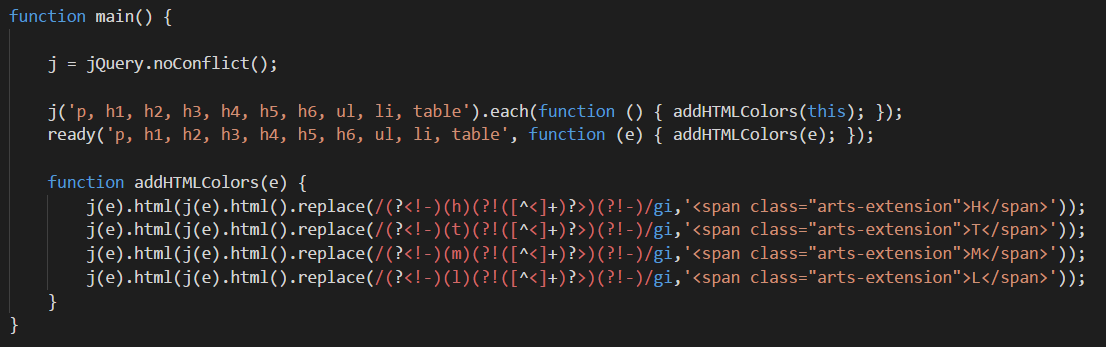 function main() {
j = jQuery.noConflict();
j('p, h1, h2, h3, h4, h5, h6, ul, li, table').each(function () { addHTMLColors(this); });
ready('p, h1, h2, h3, h4, h5, h6, ul, li, table', function (e) { addHTMLColors(e); });
function addHTMLColors(e) {
j(e).html(j(e).html().replace(/(?<!-)(h)(?!([^<]+)?>)(?!-)/gi,'<span class="arts-extension">H</span>'));
j(e).html(j(e).html().replace(/(?<!-)(t)(?!([^<]+)?>)(?!-)/gi,'<span class="arts-extension">T</span>'));
j(e).html(j(e).html().replace(/(?<!-)(m)(?!([^<]+)?>)(?!-)/gi,'<span class="arts-extension">M</span>'));
j(e).html(j(e).html().replace(/(?<!-)(l)(?!([^<]+)?>)(?!-)/gi,'<span class="arts-extension">L</span>'));
}
}